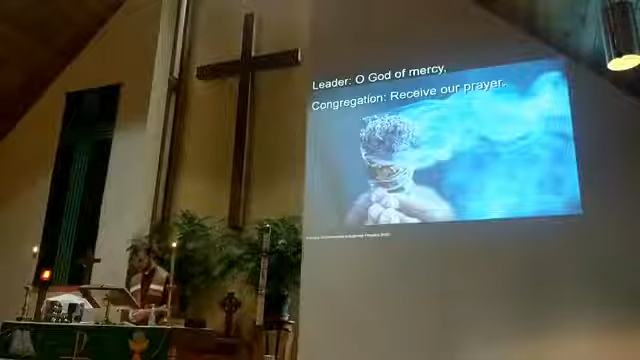 Leader: O God of mercy,
Congregation: Receive our prayer.